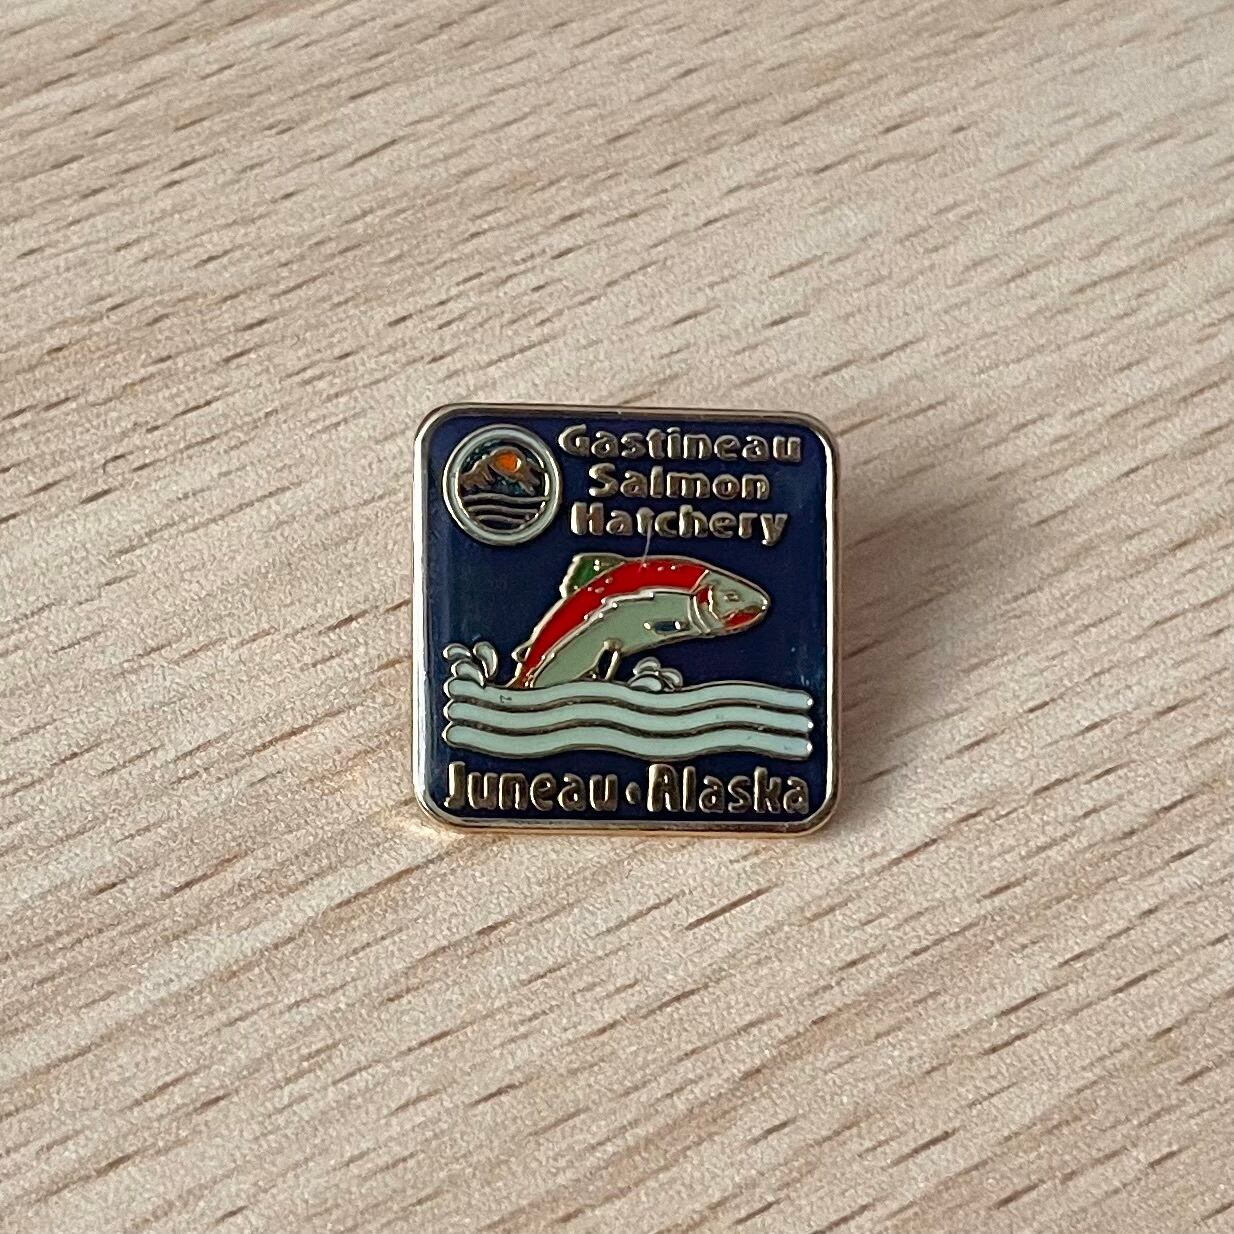 Gastineau
Salmon
Hatchery
Juneau • Alaska